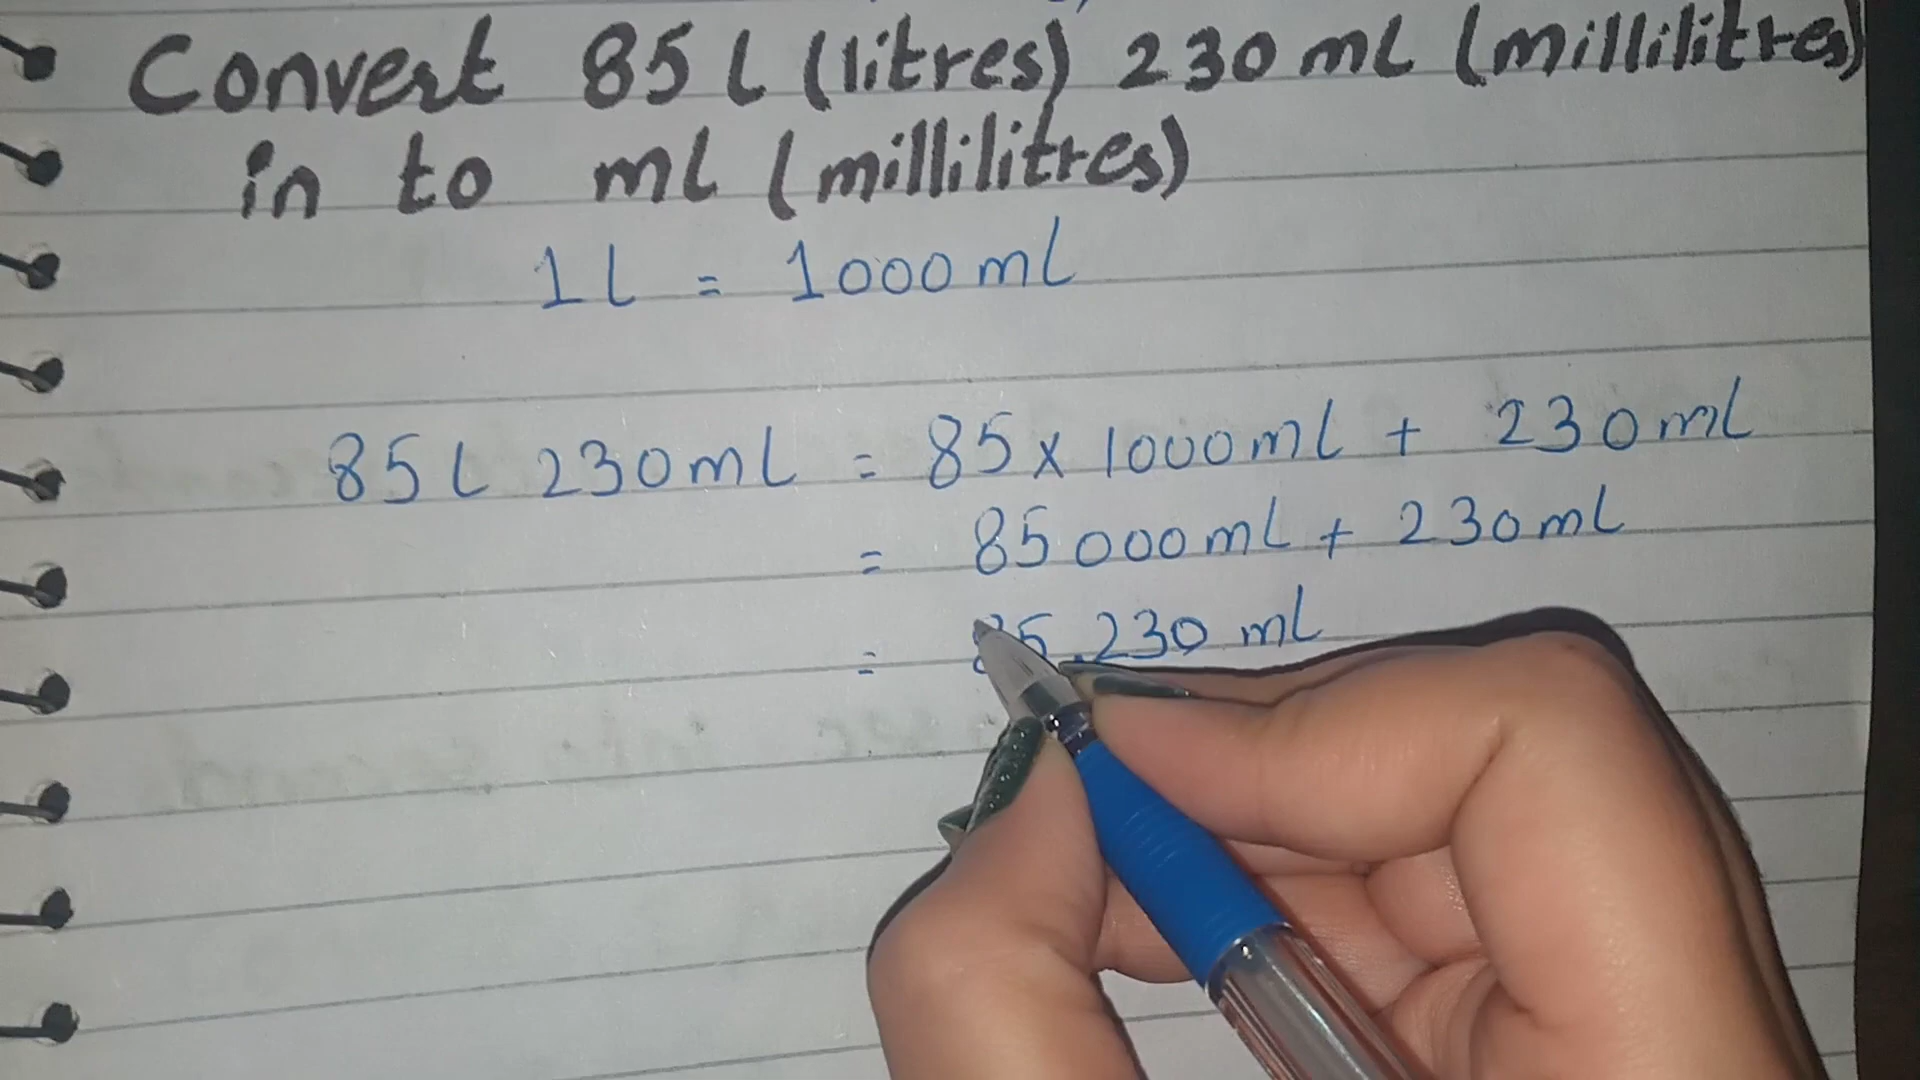 Convert 85 l (litres) 230 ml (millilitres)
in to ml (millilitres)
1 l = 1000 ml
85 l 230 ml = 85 x 1000 ml + 230 ml
= 85000 ml + 230 ml
= 85,230 ml